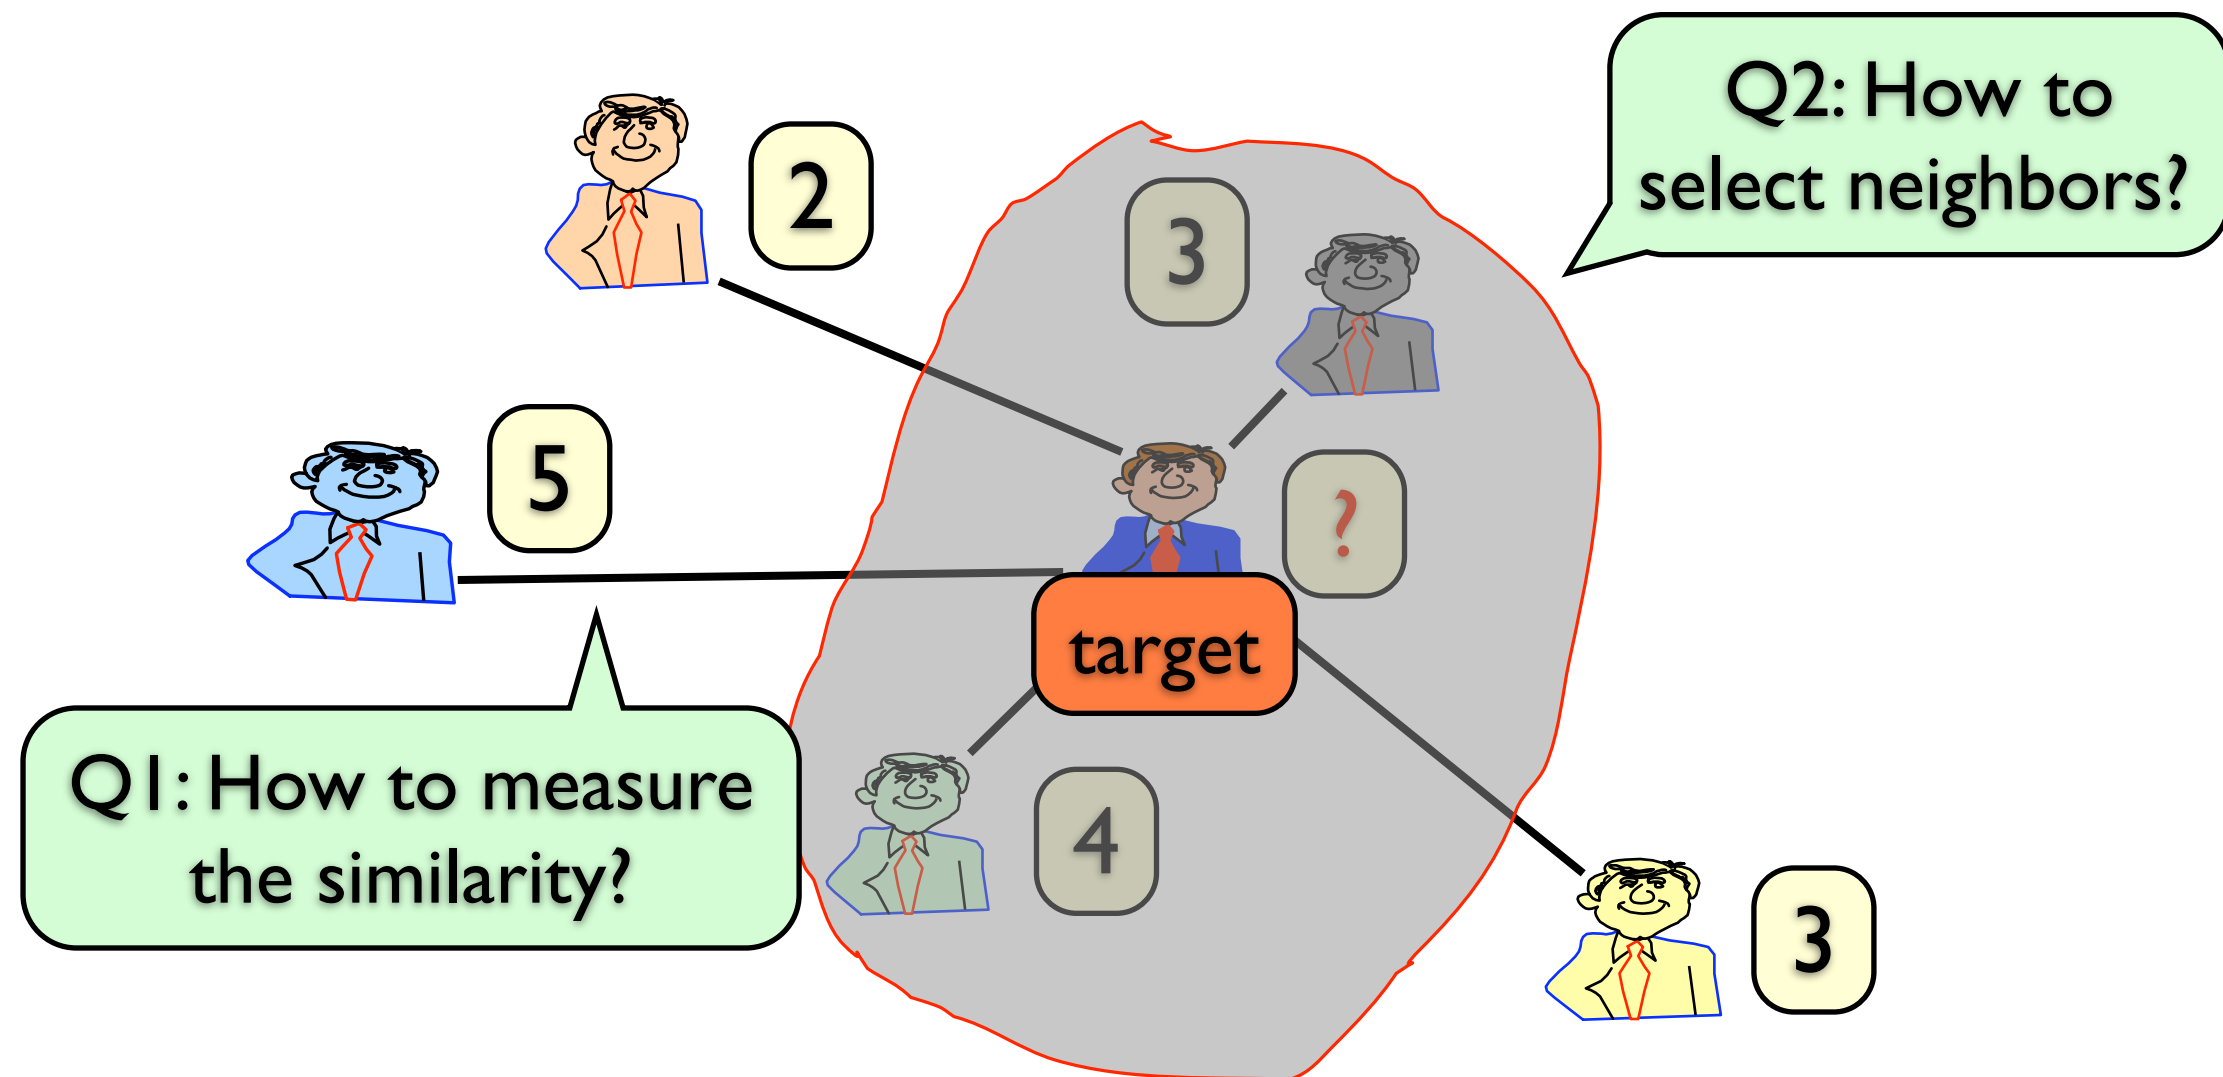 Q2: How to
select neighbors?
2
3
5
?
target
Q1: How to measure
the similarity?
4
3